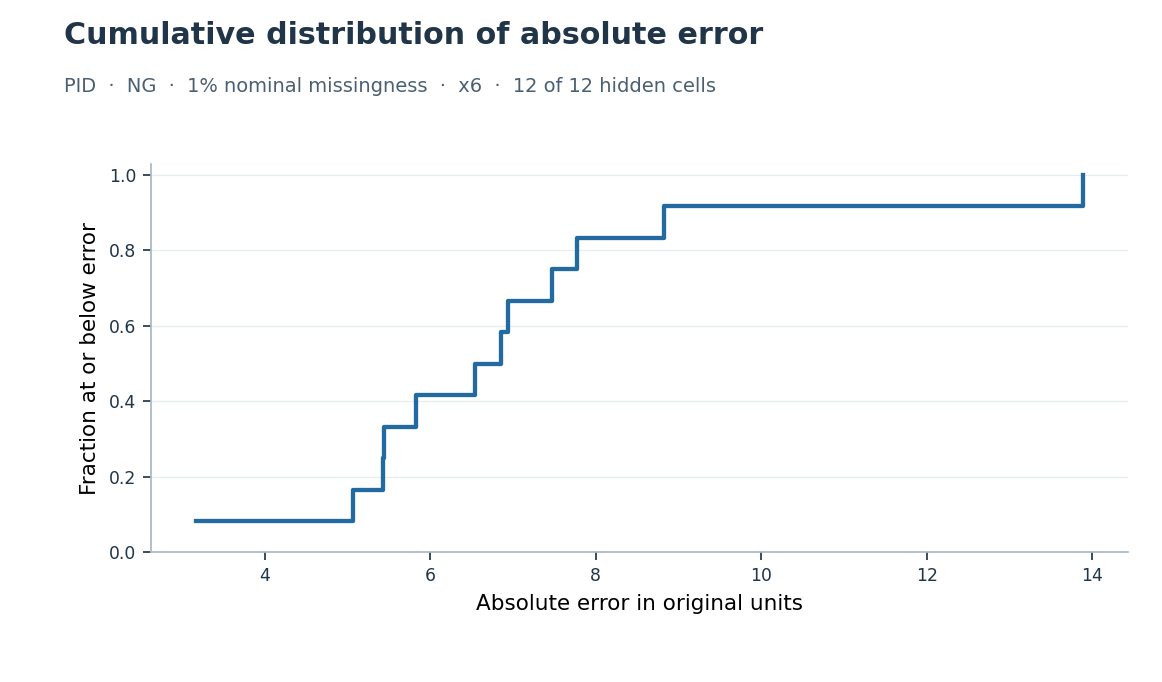 Cumulative distribution of absolute error
PID · NG · 1% nominal missingness · x6 · 12 of 12 hidden cells
Fraction at or below error
1.0
0.8
0.6
0.4
0.2
0.0
4 6 8 10 12 14
Absolute error in original units